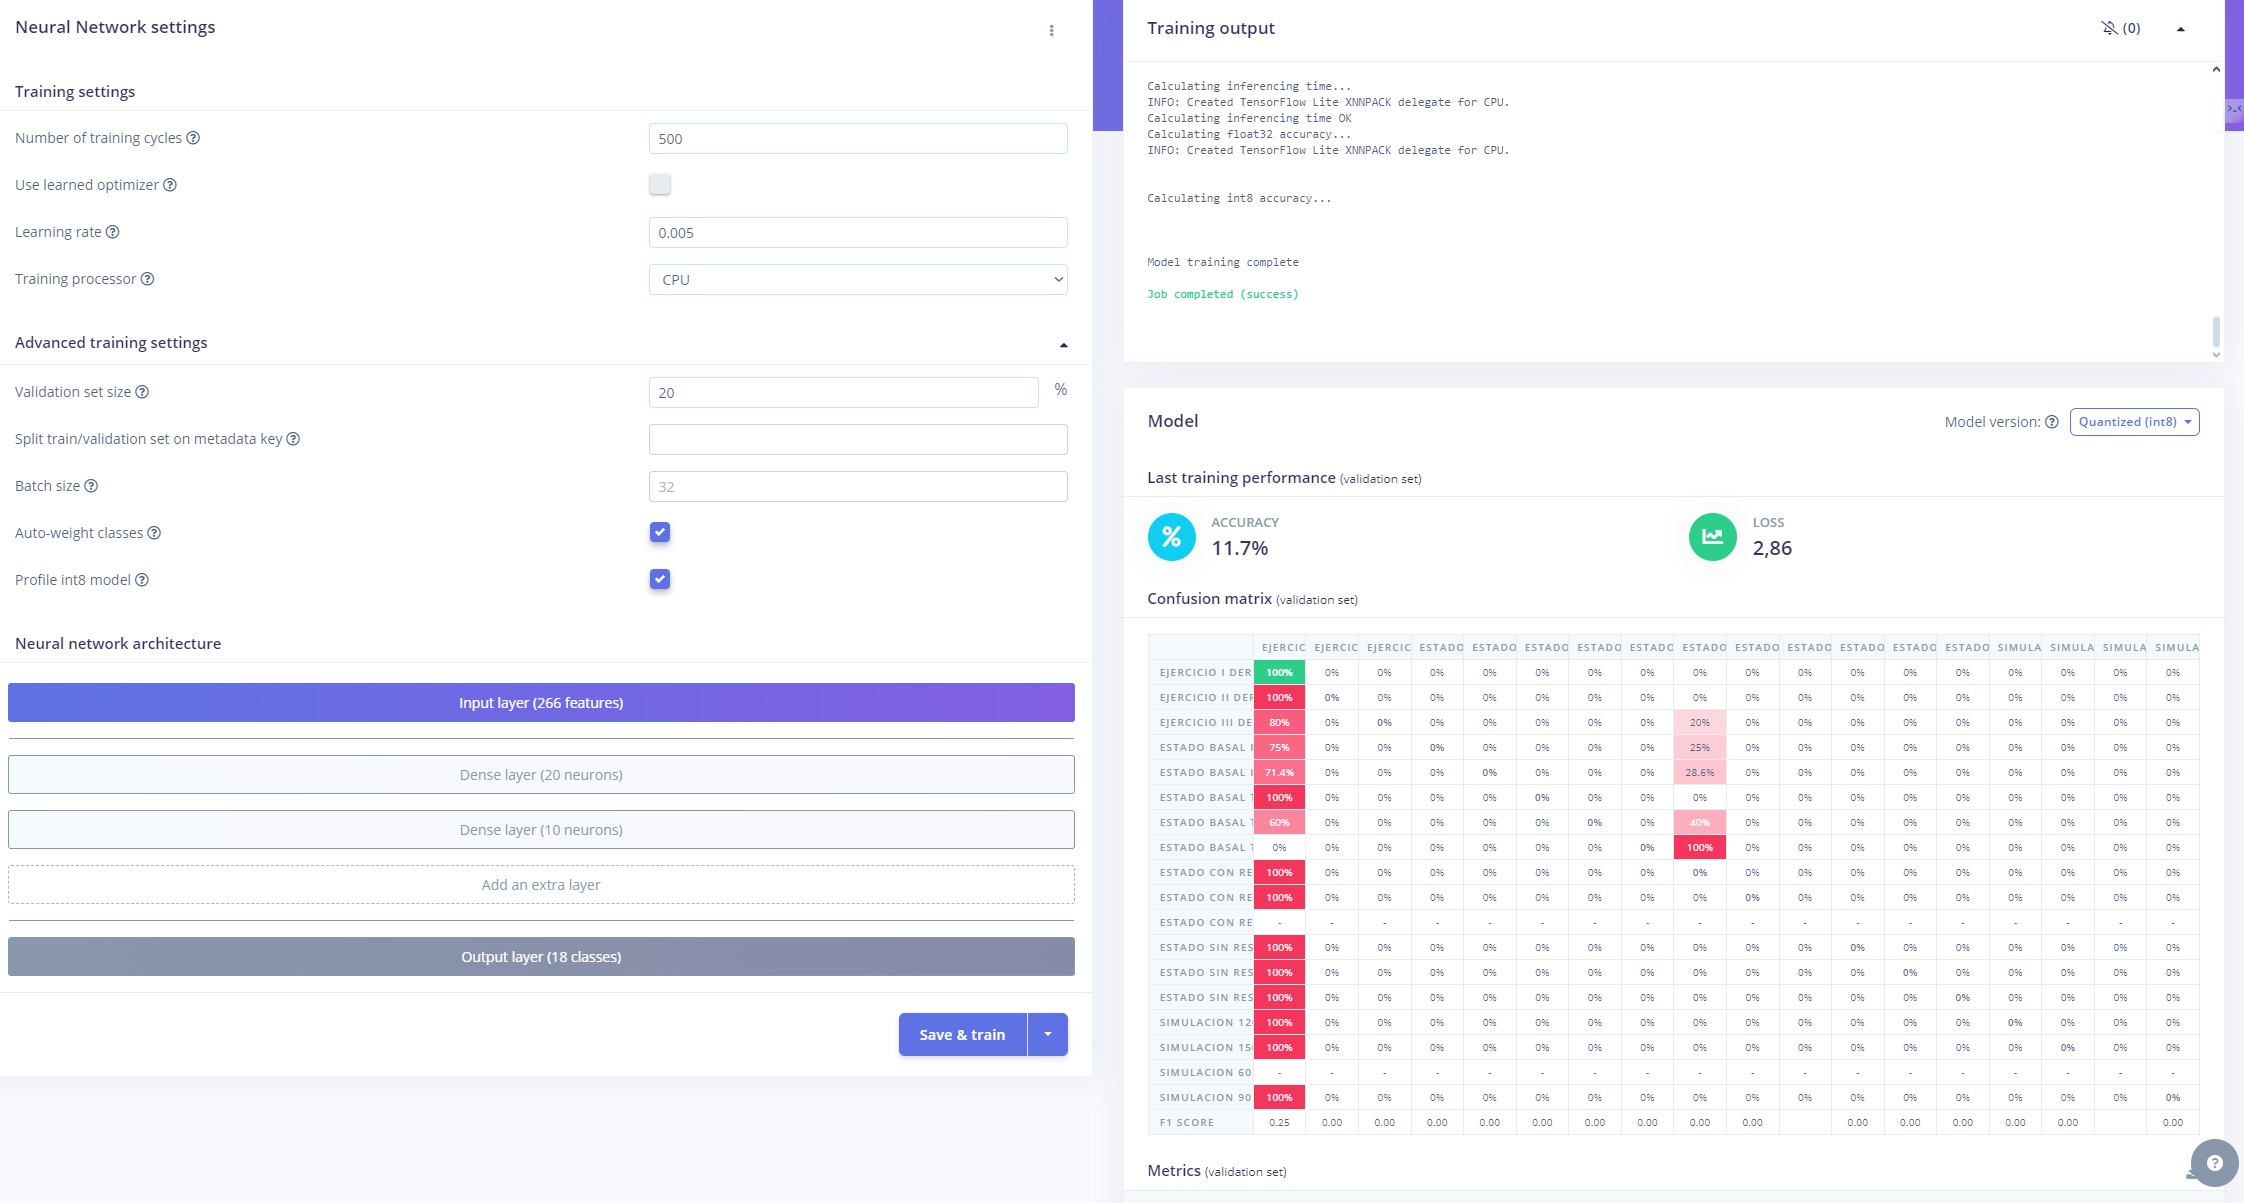 Neural Network settings
Training settings
Number of training cycles
500
Use learned optimizer
Learning rate
0.005
Training processor
CPU
Advanced training settings
Validation set size
20
%
Split train/validation set on metadata key
Batch size
32
Auto-weight classes
Profile int8 model
Neural network architecture
Input layer (266 features)
Dense layer (20 neurons)
Dense layer (10 neurons)
Add an extra layer
Output layer (18 classes)
Save & train
Training output
(0)
Calculating inferencing time...
INFO: Created TensorFlow Lite XNNPACK delegate for CPU.
Calculating inferencing time OK
Calculating float32 accuracy...
INFO: Created TensorFlow Lite XNNPACK delegate for CPU.
Calculating int8 accuracy...
Model training complete
Job completed (success)
Model
Model version:
Quantized (int8)
Last training performance (validation set)
ACCURACY
11.7%
LOSS
2,86
Confusion matrix (validation set)
EJERCIC EJERCIC EJERCIC ESTADO ESTADO ESTADO ESTADO ESTADO ESTADO ESTADO ESTADO ESTADO ESTADO ESTADO SIMULA SIMULA SIMULA SIMULA
EJERCICIO I DER 100% 0% 0% 0% 0% 0% 0% 0% 0% 0% 0% 0% 0% 0% 0% 0% 0% 0%
EJERCICIO II DER 100% 0% 0% 0% 0% 0% 0% 0% 0% 0% 0% 0% 0% 0% 0% 0% 0% 0%
EJERCICIO III DE 80% 0% 0% 0% 0% 0% 0% 0% 20% 0% 0% 0% 0% 0% 0% 0% 0% 0%
ESTADO BASAL I 75% 0% 0% 0% 0% 0% 0% 0% 25% 0% 0% 0% 0% 0% 0% 0% 0% 0%
ESTADO BASAL I 71.4% 0% 0% 0% 0% 0% 0% 0% 28.6% 0% 0% 0% 0% 0% 0% 0% 0% 0%
ESTADO BASAL T 100% 0% 0% 0% 0% 0% 0% 0% 0% 0% 0% 0% 0% 0% 0% 0% 0% 0%
ESTADO BASAL T 60% 0% 0% 0% 0% 0% 0% 0% 40% 0% 0% 0% 0% 0% 0% 0% 0% 0%
ESTADO BASAL T 0% 0% 0% 0% 0% 0% 0% 0% 100% 0% 0% 0% 0% 0% 0% 0% 0% 0%
ESTADO CON RE 100% 0% 0% 0% 0% 0% 0% 0% 0% 0% 0% 0% 0% 0% 0% 0% 0% 0%
ESTADO CON RE 100% 0% 0% 0% 0% 0% 0% 0% 0% 0% 0% 0% 0% 0% 0% 0% 0% 0%
ESTADO CON RE - - - - - - - - - - - - - - - - - -
ESTADO SIN RES 100% 0% 0% 0% 0% 0% 0% 0% 0% 0% 0% 0% 0% 0% 0% 0% 0% 0%
ESTADO SIN RES 100% 0% 0% 0% 0% 0% 0% 0% 0% 0% 0% 0% 0% 0% 0% 0% 0% 0%
ESTADO SIN RES 100% 0% 0% 0% 0% 0% 0% 0% 0% 0% 0% 0% 0% 0% 0% 0% 0% 0%
SIMULACION 120 100% 0% 0% 0% 0% 0% 0% 0% 0% 0% 0% 0% 0% 0% 0% 0% 0% 0%
SIMULACION 150 100% 0% 0% 0% 0% 0% 0% 0% 0% 0% 0% 0% 0% 0% 0% 0% 0% 0%
SIMULACION 60 - - - - - - - - - - - - - - - - - -
SIMULACION 90 100% 0% 0% 0% 0% 0% 0% 0% 0% 0% 0% 0% 0% 0% 0% 0% 0% 0%
F1 SCORE 0.25 0.00 0.00 0.00 0.00 0.00 0.00 0.00 0.00 0.00 0.00 0.00 0.00 0.00 0.00 0.00
Metrics (validation set)